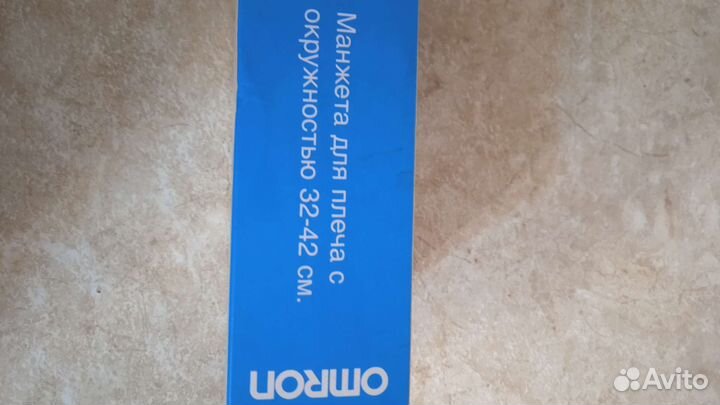 Манжета для плеча с
окружностью 32-42 см.
OMRON
Avito